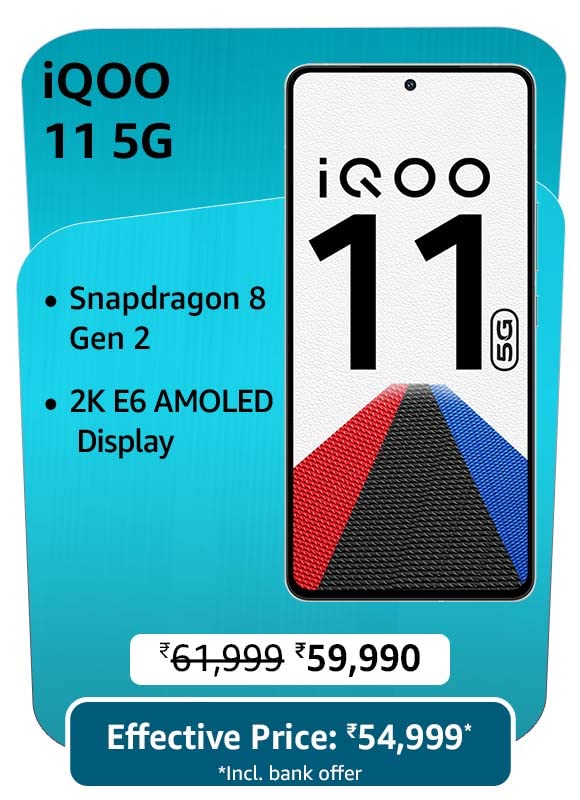 iQOO
11 5G
iQOO
11
5G
• Snapdragon 8
Gen 2
• 2K E6 AMOLED
Display
₹61,999 ₹59,990
Effective Price: ₹54,999*
*Incl. bank offer